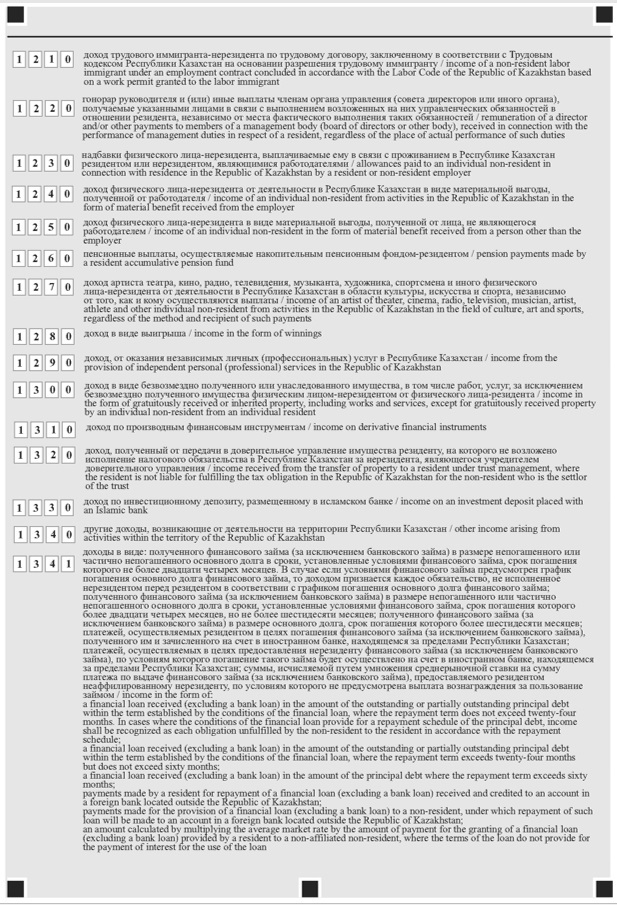 1 2 1 0 доход трудового иммигранта-нерезидента по трудовому договору, заключенному в соответствии с Трудовым
кодексом Республики Казахстан на основании разрешения трудовому иммигранту / income of a non-resident labor
immigrant under an employment contract concluded in accordance with the Labor Code of the Republic of Kazakhstan based
on a work permit granted to the labor immigrant
1 2 2 0 гонорар руководителя и (или) иные выплаты членам органа управления (совета директоров или иного органа),
получаемые указанными лицами в связи с выполнением возложенных на них управленческих обязанностей в
отношении резидента, независимо от места фактического выполнения таких обязанностей / remuneration of a director
and/or other payments to members of a management body (board of directors or other body), received in connection with the
performance of management duties in respect of a resident, regardless of the place of actual performance of such duties
1 2 3 0 надбавки физического лица-нерезидента, выплачиваемые ему в связи с проживанием в Республике Казахстан
резидентом или нерезидентом, являющимися работодателями / allowances paid to an individual non-resident in
connection with residence in the Republic of Kazakhstan by a resident or non-resident employer
1 2 4 0 доход физического лица-нерезидента от деятельности в Республике Казахстан в виде материальной выгоды,
полученной от работодателя / income of an individual non-resident from activities in the Republic of Kazakhstan in the
form of material benefit received from the employer
1 2 5 0 доход физического лица-нерезидента в виде материальной выгоды, полученной от лица, не являющегося
работодателем / income of an individual non-resident in the form of material benefit received from a person other than the
employer
1 2 6 0 пенсионные выплаты, осуществляемые накопительным пенсионным фондом-резидентом / pension payments made by
a resident accumulative pension fund
1 2 7 0 доход артиста театра, кино, радио, телевидения, музыканта, художника, спортсмена и иного физического
лица-нерезидента от деятельности в Республике Казахстан в области культуры, искусства и спорта, независимо
от того, как и кому осуществляются выплаты / income of an artist of theater, cinema, radio, television, musician, artist,
athlete and other individual non-resident from activities in the Republic of Kazakhstan in the field of culture, art and sports,
regardless of the method and recipient of such payments
1 2 8 0 доход в виде выигрыша / income in the form of winnings
1 2 9 0 доход, от оказания независимых личных (профессиональных) услуг в Республике Казахстан / income from the
provision of independent personal (professional) services in the Republic of Kazakhstan
1 3 0 0 доход в виде безвозмездно полученного или унаследованного имущества, в том числе работ, услуг, за исключением
безвозмездно полученного имущества физическим лицом-нерезидентом от физического лица-резидента / income in
the form of gratuitously received or inherited property, including works and services, except for gratuitously received property
by an individual non-resident from an individual resident
1 3 1 0 доход по производным финансовым инструментам / income on derivative financial instruments
1 3 2 0 доход, полученный от передачи в доверительное управление имущества резиденту, на которого не возложено
исполнение налогового обязательства в Республике Казахстан за нерезидента, являющегося учредителем
доверительного управления / income received from the transfer of property to a resident under trust management, where
the resident is not liable for fulfilling the tax obligation in the Republic of Kazakhstan for the non-resident who is the settlor
of the trust
1 3 3 0 доход по инвестиционному депозиту, размещенному в исламском банке / income on an investment deposit placed with
an Islamic bank
1 3 4 0 другие доходы, возникающие от деятельности на территории Республики Казахстан / other income arising from
activities within the territory of the Republic of Kazakhstan
1 3 4 1 доходы в виде: полученного финансового займа (за исключением банковского займа) в размере непогашенного или
частично непогашенного основного долга в сроки, установленные условиями финансового займа, срок погашения
которого не более двадцати четырех месяцев. В случае если условиями финансового займа предусмотрен график
погашения основного долга финансового займа, то доходом признается каждое обязательство, не исполненное
нерезидентом перед резидентом в соответствии с графиком погашения основного долга финансового займа;
полученного финансового займа (за исключением банковского займа) в размере непогашенного или частично
непогашенного основного долга в сроки, установленные условиями финансового займа, срок погашения которого
более двадцати четырех месяцев, но не более шестидесяти месяцев; полученного финансового займа (за
исключением банковского займа) в размере основного долга, срок погашения которого более шестидесяти месяцев;
платежей, осуществляемых резидентом в целях погашения финансового займа (за исключением банковского займа),
полученного им и зачисленного на счет в иностранном банке, находящемся за пределами Республики Казахстан;
платежей, осуществляемых в целях предоставления нерезиденту финансового займа (за исключением банковского
займа), по условиям которого погашение такого займа будет осуществлено на счет в иностранном банке, находящемся
за пределами Республики Казахстан; суммы, исчисляемой путем умножения среднерыночной ставки на сумму
платежа по выдаче финансового займа (за исключением банковского займа), предоставляемого резидентом
неаффилированному нерезиденту, по условиям которого не предусмотрена выплата вознаграждения за пользование
займом / income in the form of:
a financial loan received (excluding a bank loan) in the amount of the outstanding or partially outstanding principal debt
within the term established by the conditions of the financial loan, where the repayment term does not exceed twenty-four
months. In cases where the conditions of the financial loan provide for a repayment schedule of the principal debt, income
shall be recognized as each obligation unfulfilled by the non-resident to the resident in accordance with the repayment
schedule;
a financial loan received (excluding a bank loan) in the amount of the outstanding or partially outstanding principal debt
within the term established by the conditions of the financial loan, where the repayment term exceeds twenty-four months
but does not exceed sixty months;
a financial loan received (excluding a bank loan) in the amount of the principal debt where the repayment term exceeds sixty
months;
payments made by a resident for repayment of a financial loan (excluding a bank loan) received and credited to an account in
a foreign bank located outside the Republic of Kazakhstan;
payments made for the provision of a financial loan (excluding a bank loan) to a non-resident, under which repayment of such
loan will be made to an account in a foreign bank located outside the Republic of Kazakhstan;
an amount calculated by multiplying the average market rate by the amount of payment for the granting of a financial loan
(excluding a bank loan) provided by a resident to a non-affiliated non-resident, where the terms of the loan do not provide for
the payment of interest for the use of the loan